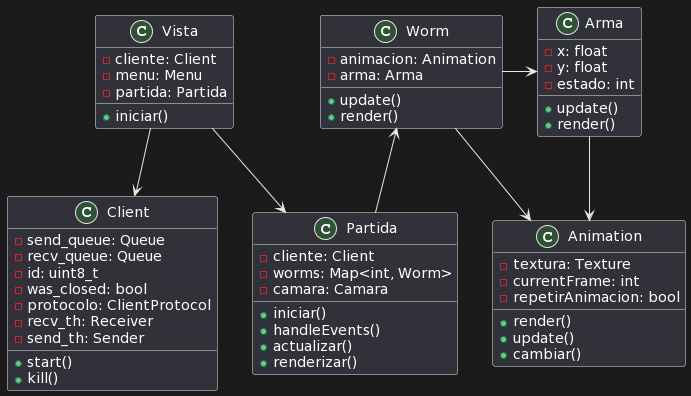 C Vista
cliente: Client
menu: Menu
partida: Partida
iniciar()
C Worm
animacion: Animation
arma: Arma
update()
render()
C Arma
x: float
y: float
estado: int
update()
render()
C Client
send_queue: Queue
recv_queue: Queue
id: uint8_t
was_closed: bool
protocolo: ClientProtocol
recv_th: Receiver
send_th: Sender
start()
kill()
C Partida
cliente: Client
worms: Map<int, Worm>
camara: Camara
iniciar()
handleEvents()
actualizar()
renderizar()
C Animation
textura: Texture
currentFrame: int
repetirAnimacion: bool
render()
update()
cambiar()